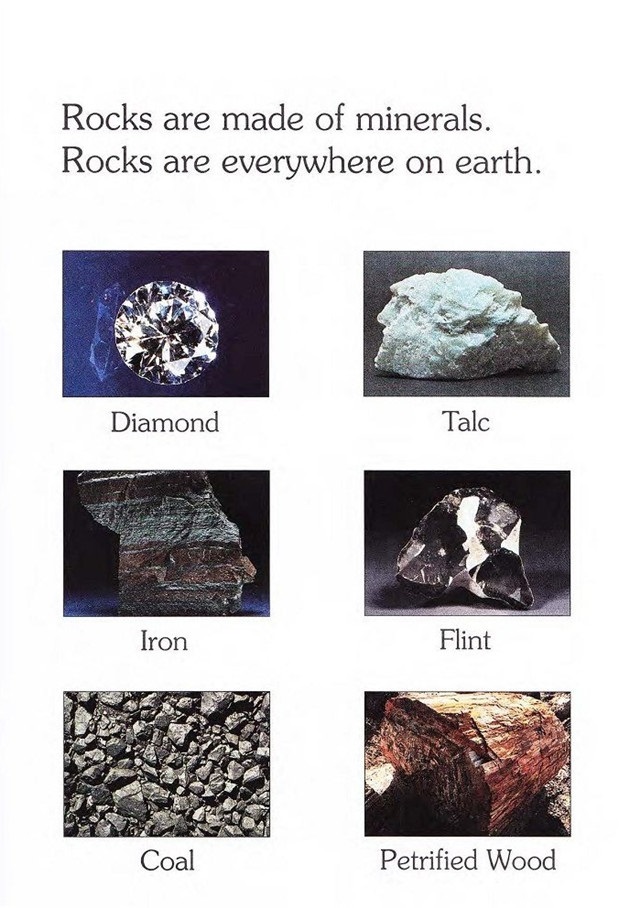 Rocks are made of minerals.
Rocks are everywhere on earth.
Diamond
Talc
Iron
Flint
Coal
Petrified Wood